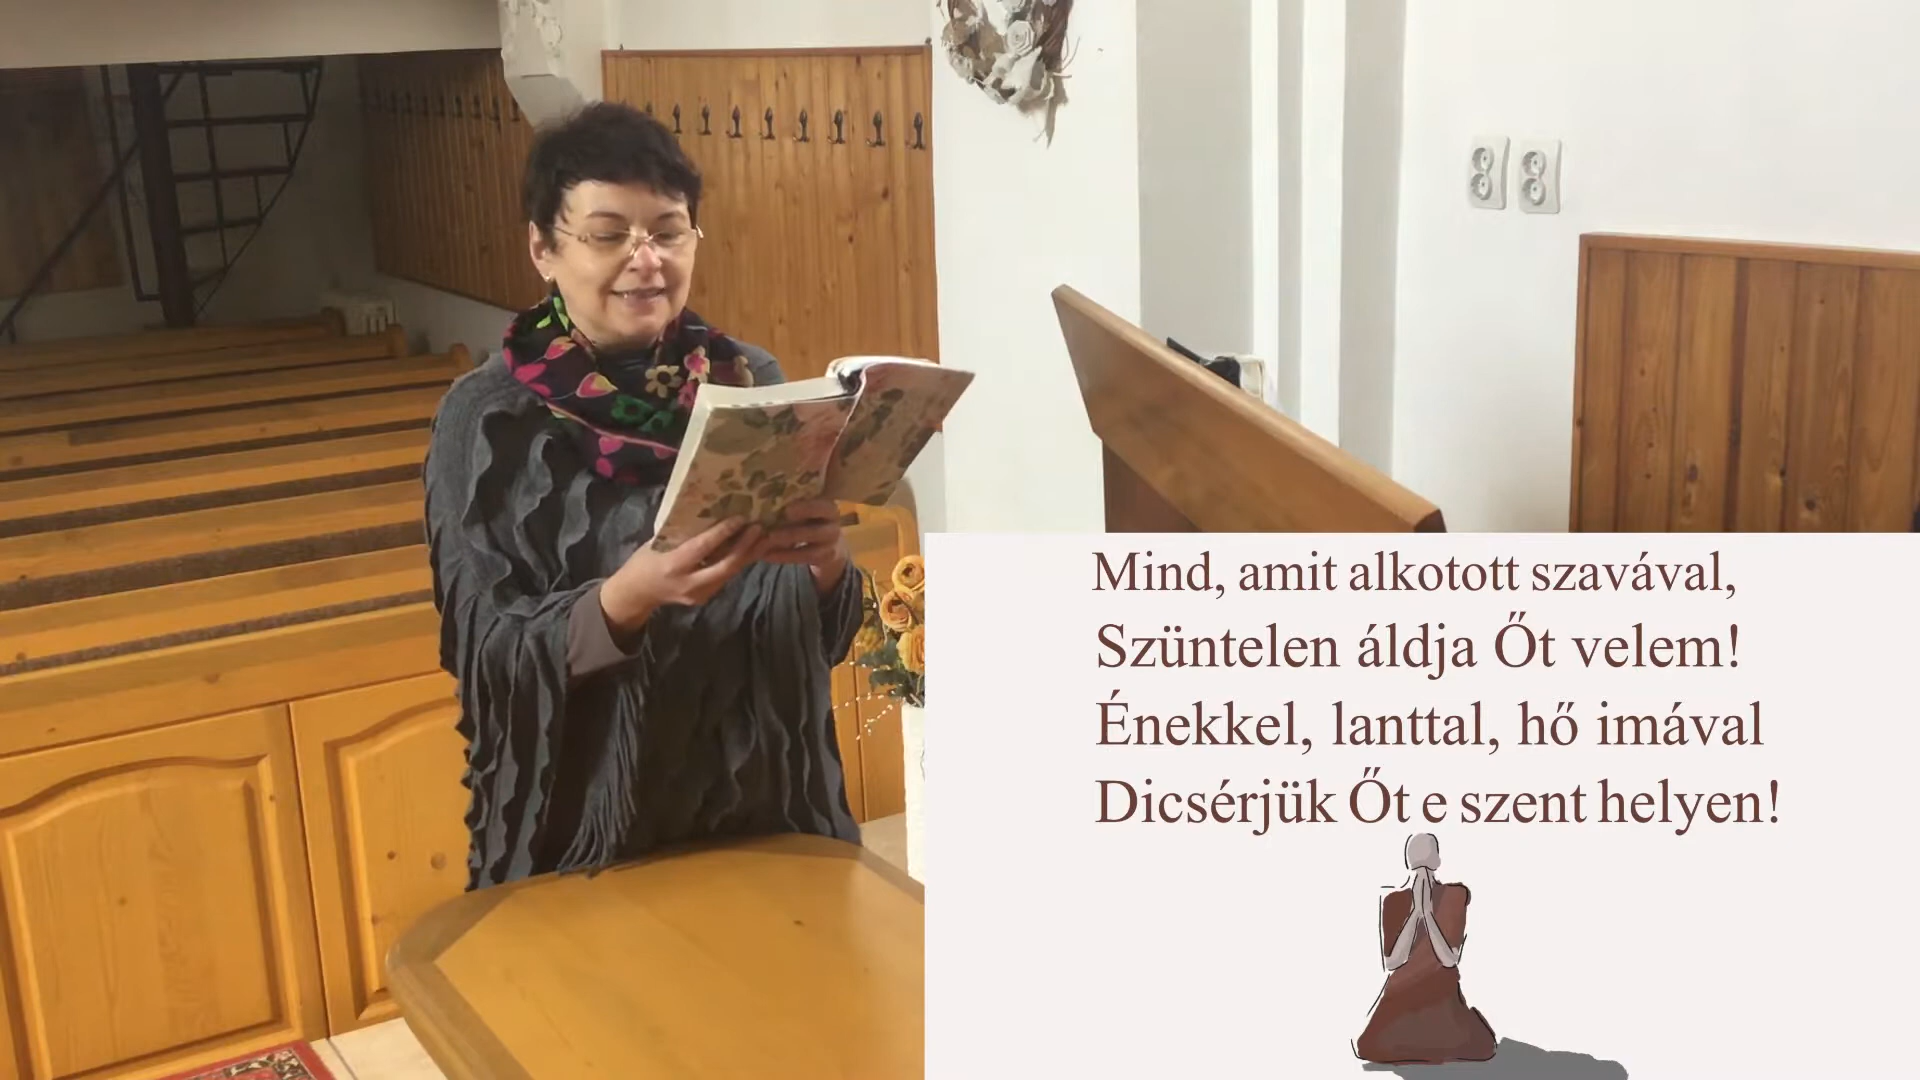 Mind, amit alkotott szavával,
Szüntelen áldja Őt velem!
Énekkel, lanttal, hő imával
Dicsérjük Őt e szent helyen!